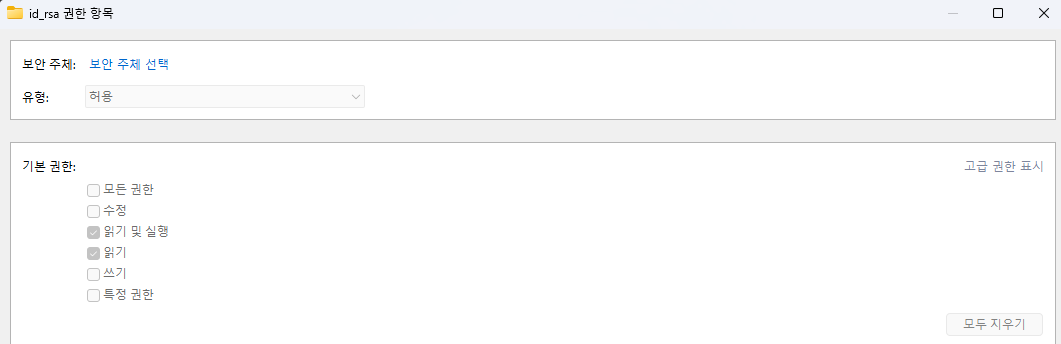 id_rsa 권한 항목
보안 주체: 보안 주체 선택
유형: 허용
기본 권한: 고급 권한 표시
모든 권한
수정
읽기 및 실행
읽기
쓰기
특정 권한
모두 지우기